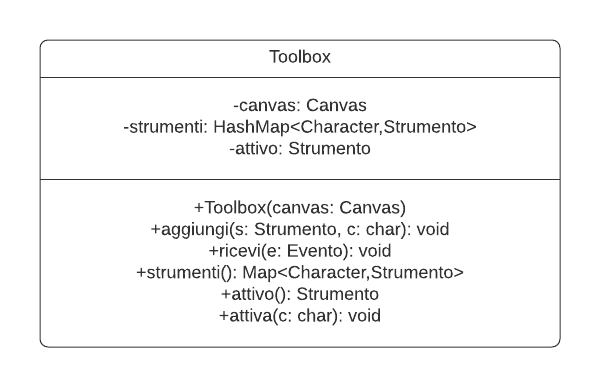 Toolbox
-canvas: Canvas
-strumenti: HashMap<Character,Strumento>
-attivo: Strumento
+Toolbox(canvas: Canvas)
+aggiungi(s: Strumento, c: char): void
+ricevi(e: Evento): void
+strumenti(): Map<Character,Strumento>
+attivo(): Strumento
+attiva(c: char): void